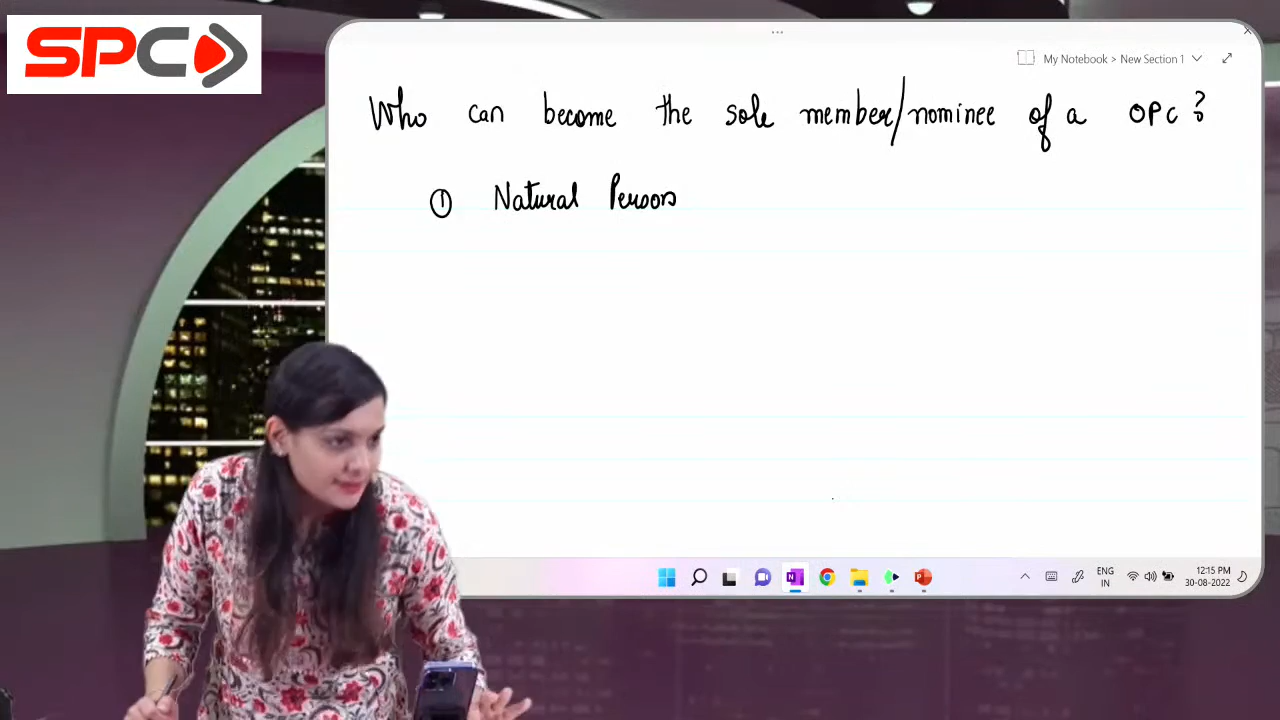 SPC
My Notebook > New Section 1
Who can become the sole member/nominee of a OPC?
① Natural Person
ENG
IN
12:15 PM
30-08-2022